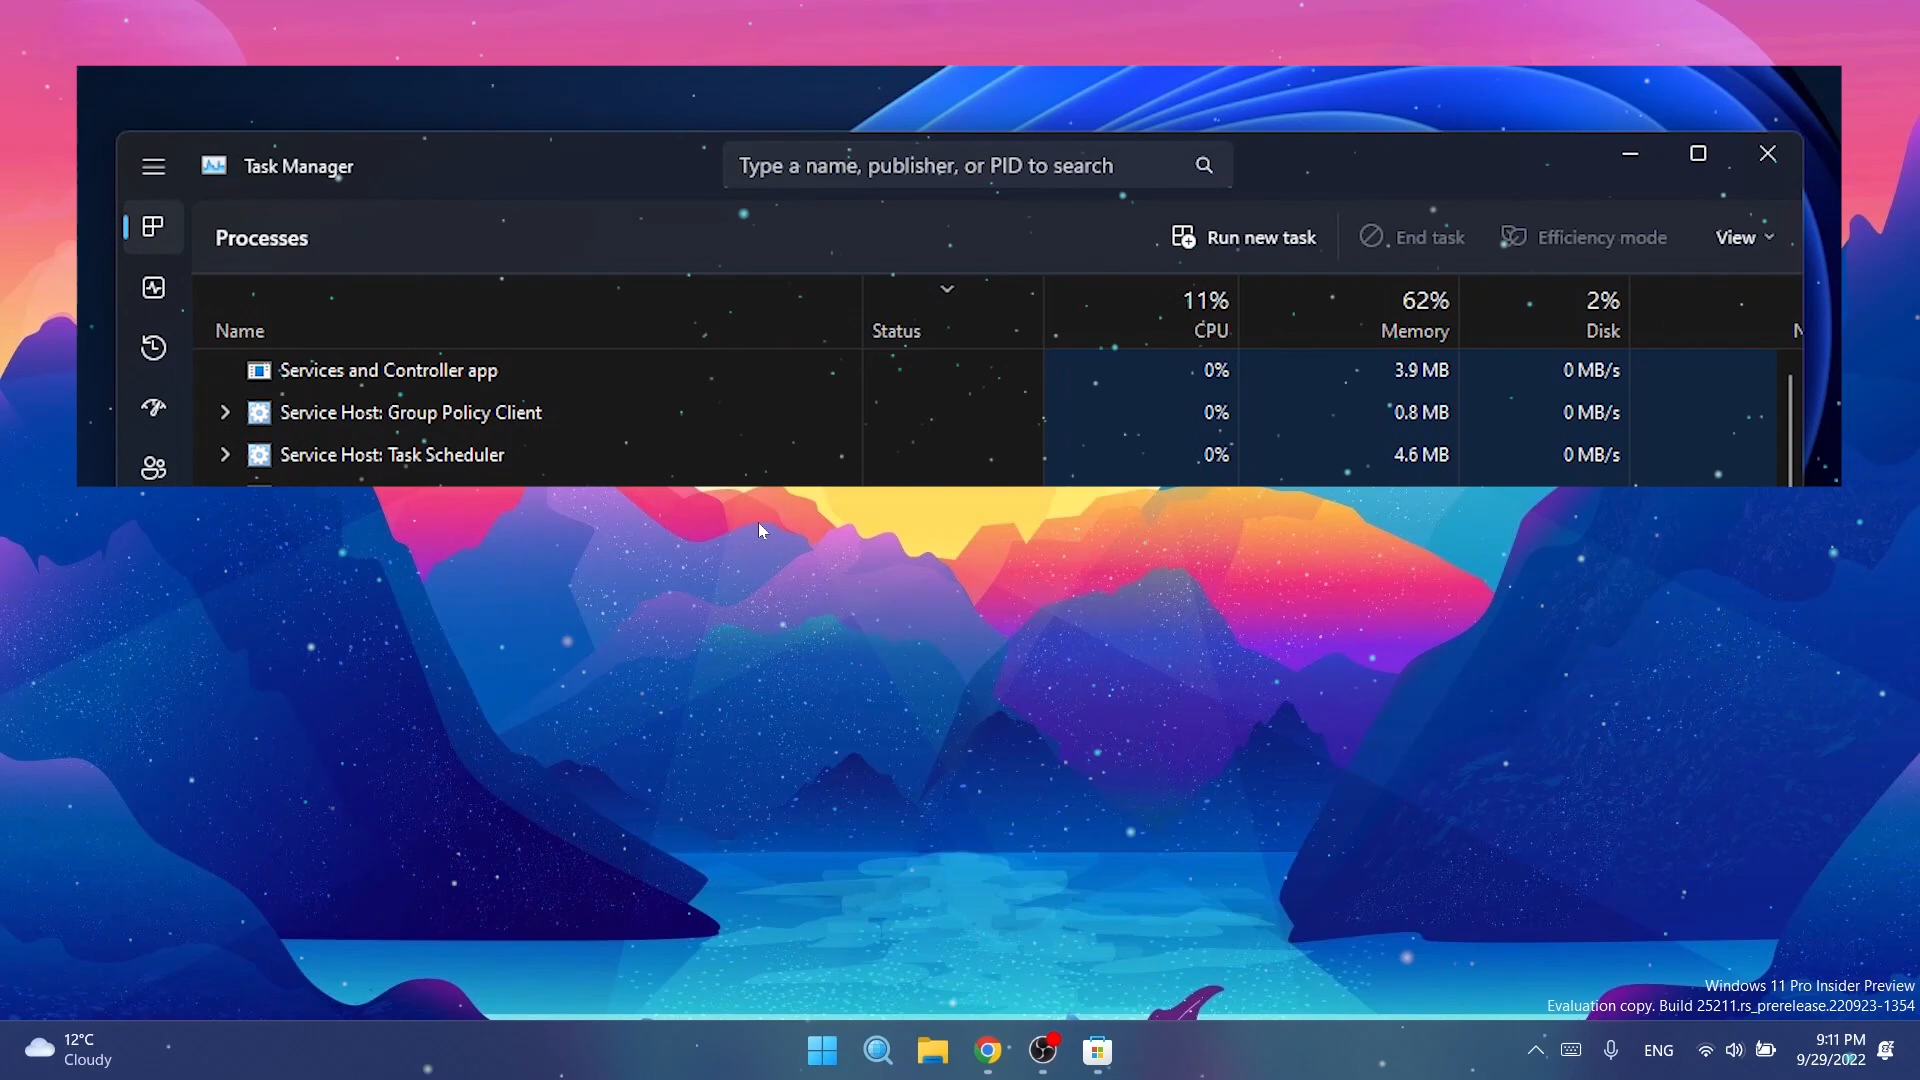 Task Manager
Type a name, publisher, or PID to search
Processes
Run new task
End task
Efficiency mode
View
11%
62%
2%
Name
Status
CPU
Memory
Disk
N
Services and Controller app
0%
3.9 MB
0 MB/s
Service Host: Group Policy Client
0%
0.8 MB
0 MB/s
Service Host: Task Scheduler
0%
4.6 MB
0 MB/s
Windows 11 Pro Insider Preview
Evaluation copy. Build 25211.rs_prerelease.220923-1354
12°C
Cloudy
ENG
9:11 PM
9/29/2022